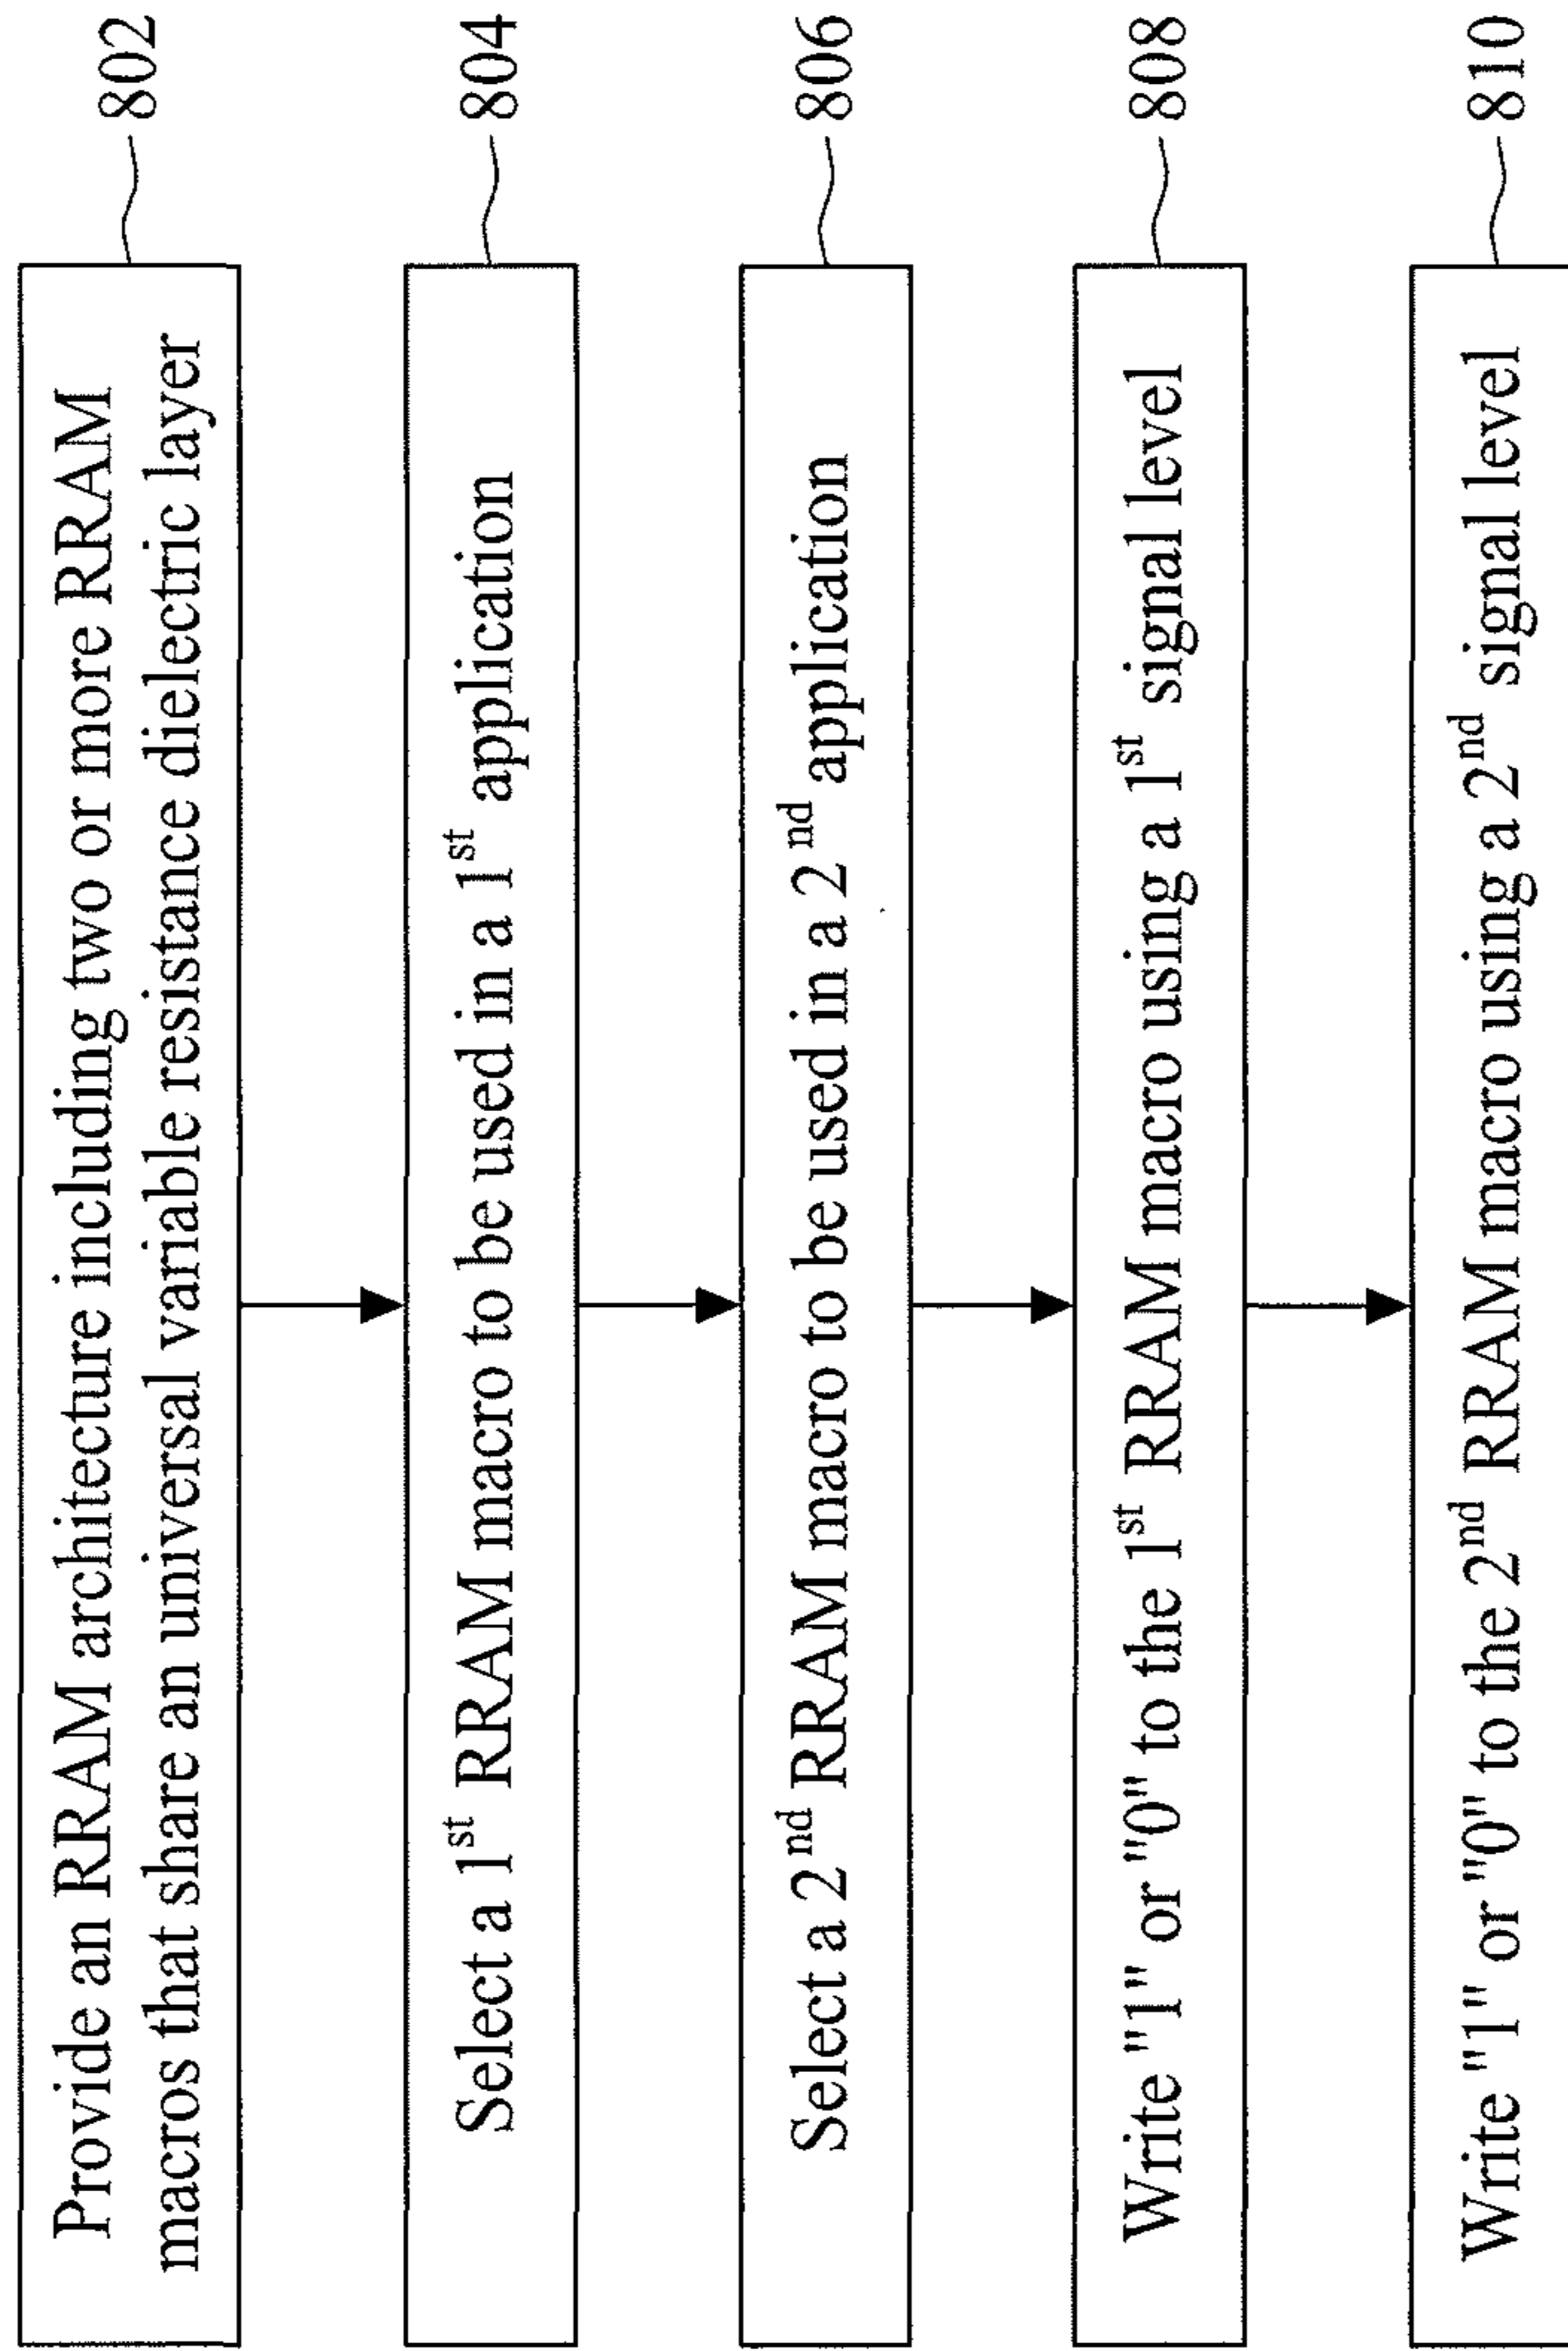 Provide an RRAM architecture including two or more RRAM
macros that share an universal variable resistance dielectric layer
802
Select a 1st RRAM macro to be used in a 1st application
804
Select a 2nd RRAM macro to be used in a 2nd application
806
Write "1" or "0" to the 1st RRAM macro using a 1st signal level
808
Write "1" or "0" to the 2nd RRAM macro using a 2nd signal level
810